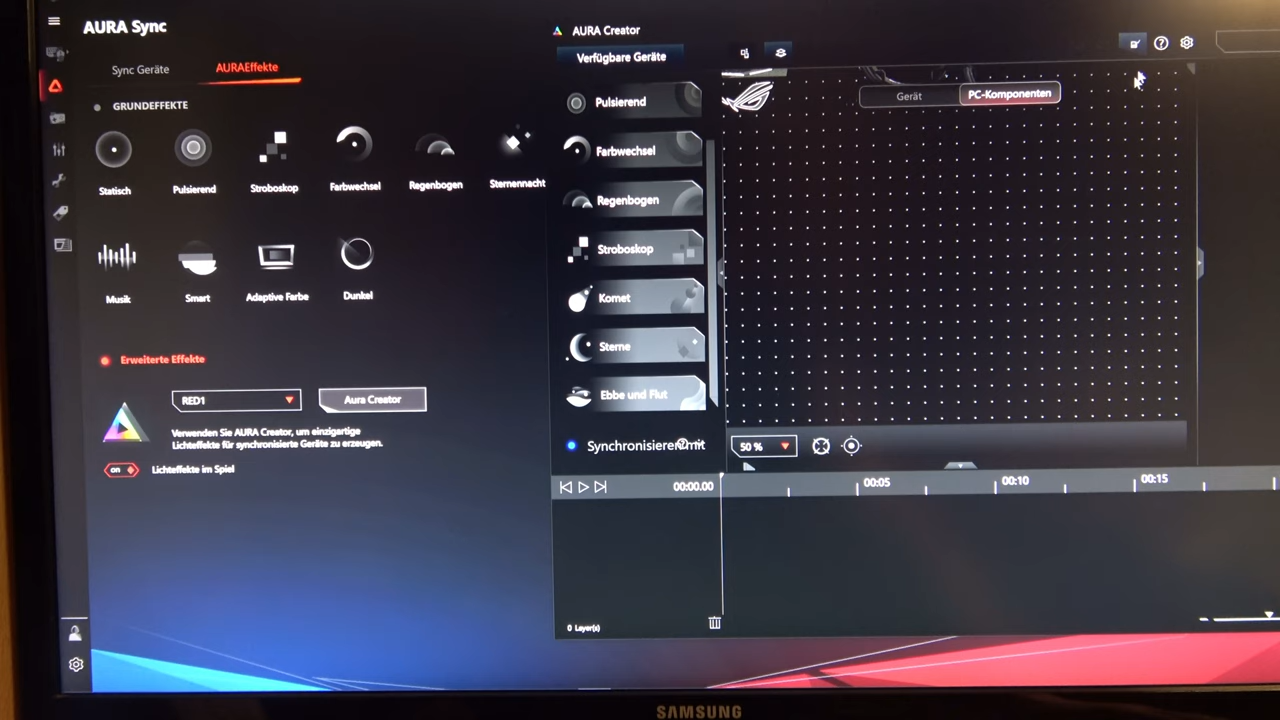 AURA Sync
Sync Geräte
AURAEffekte
GRUNDEFFEKTE
Statisch
Pulsierend
Stroboskop
Farbwechsel
Regenbogen
Sternennacht
Musik
Smart
Adaptive Farbe
Dunkel
Erweiterte Effekte
RED1
Aura Creator
Verwenden Sie AURA Creator, um einzigartige
Lichteffekte für synchronisierte Geräte zu erzeugen.
on
Lichteffekte im Spiel
AURA Creator
Verfügbare Geräte
Pulsierend
Farbwechsel
Regenbogen
Stroboskop
Komet
Sterne
Ebbe und Flut
Synchronisieren mit
Gerät
PC-Komponenten
50 %
00:00.00
00:05
00:10
00:15
0 Layer(s)
SAMSUNG